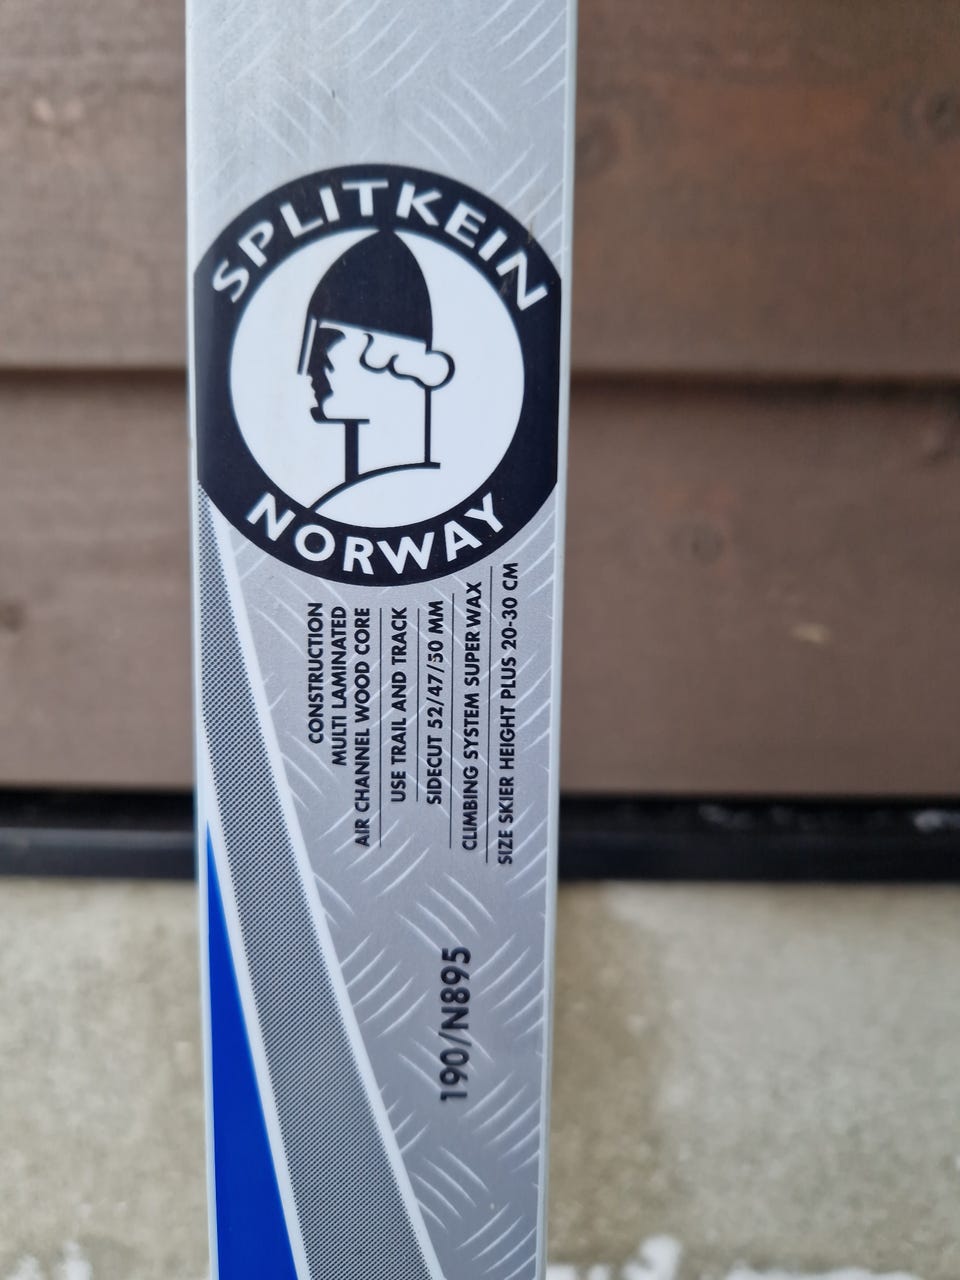 SPLITKEIN
NORWAY
CONSTRUCTION
MULTI LAMINATED
AIR CHANNEL WOOD CORE
USE TRAIL AND TRACK
SIDECUT 52/47/50 MM
CLIMBING SYSTEM SUPER WAX
SIZE SKIER HEIGHT PLUS 20-30 CM
190/N895